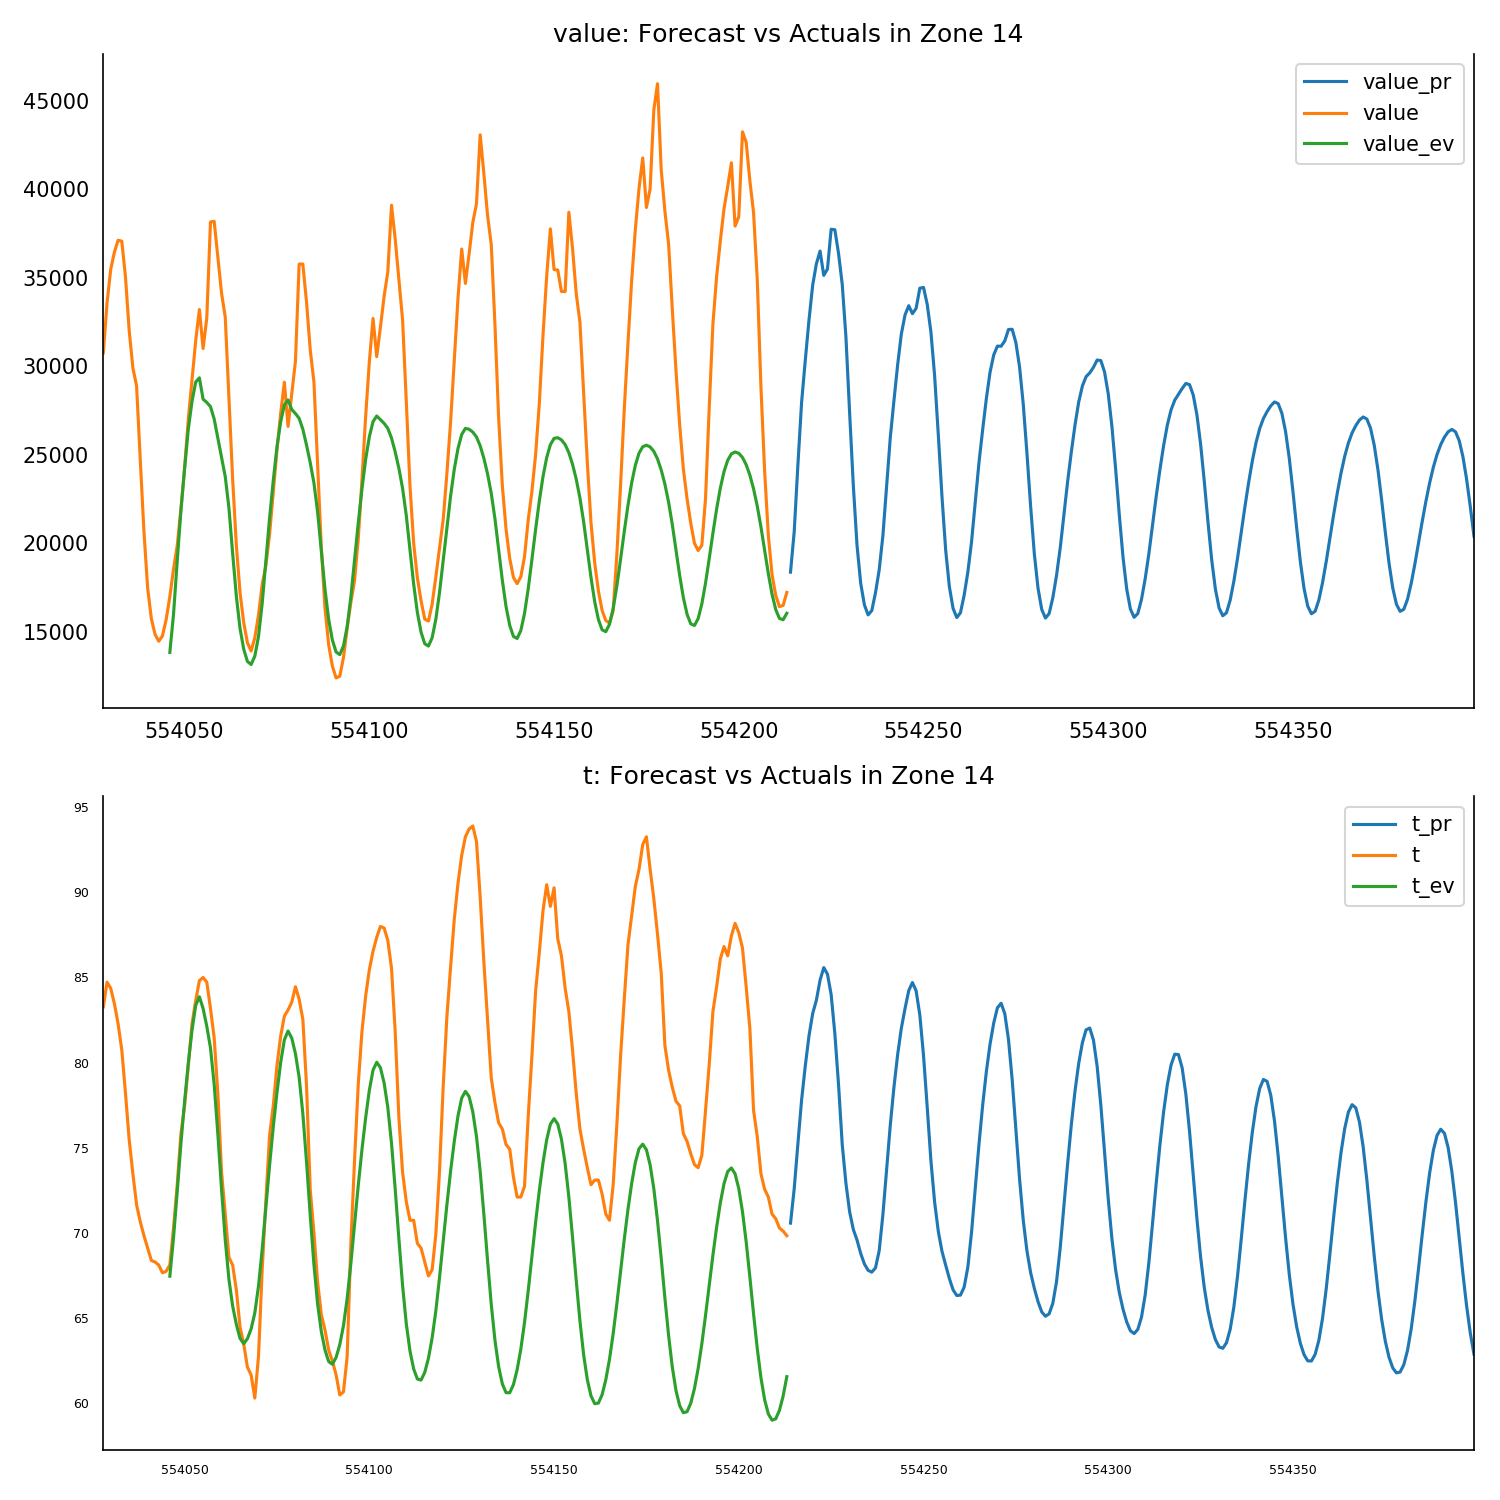 value: Forecast vs Actuals in Zone 14
value_pr
value
value_ev
45000
40000
35000
30000
25000
20000
15000
554050 554100 554150 554200 554250 554300 554350
t: Forecast vs Actuals in Zone 14
t_pr
t
t_ev
95
90
85
80
75
70
65
60
554050 554100 554150 554200 554250 554300 554350